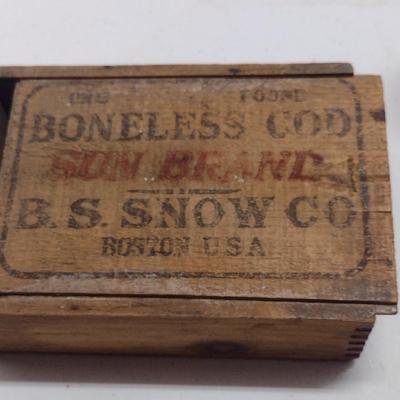 ONE POUND
BONELESS COD
SUN BRAND
B.S. SNOW CO
BOSTON U.S.A